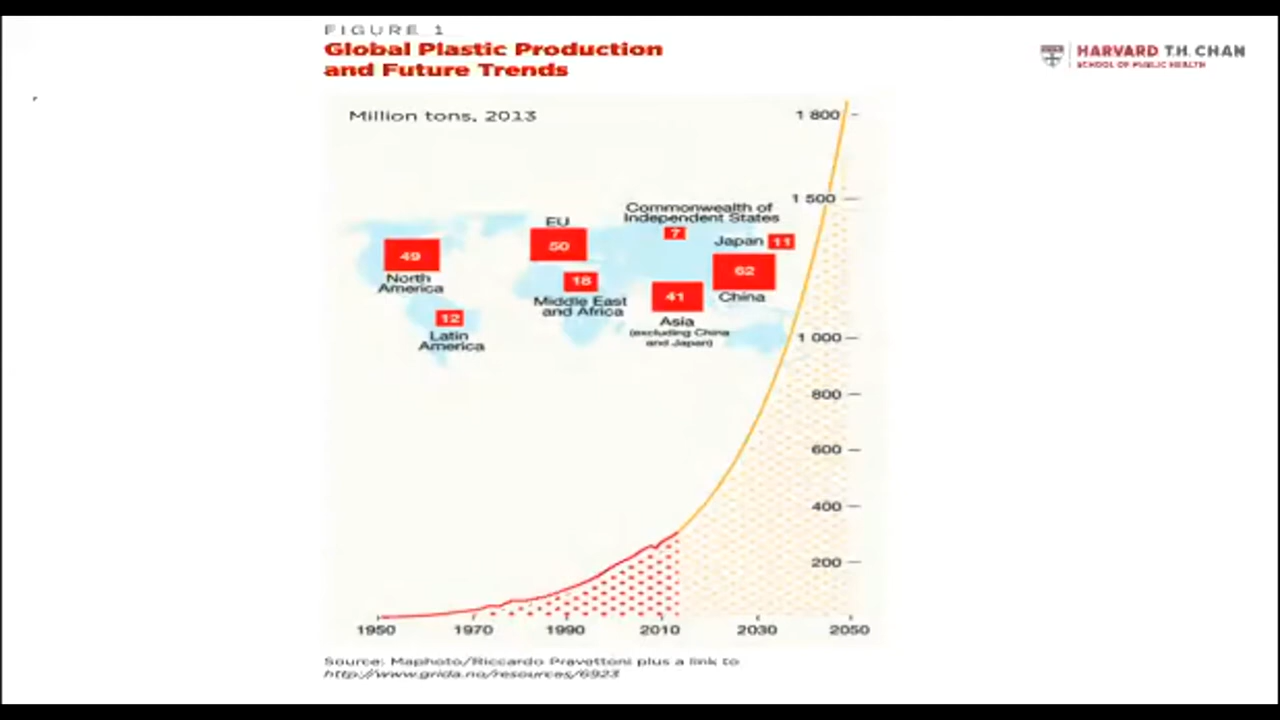 FIGURE 1
Global Plastic Production
and Future Trends
HARVARD T.H. CHAN
SCHOOL OF PUBLIC HEALTH
Million tons, 2013
1 800
1 500
Commonwealth of
Independent States
7
EU
50
Japan 11
49
North
America
18
Middle East
and Africa
62
China
41
Asia
(excluding China
and Japan)
12
Latin
America
1 000
800
600
400
200
1950 1970 1990 2010 2030 2050
Source: Maphoto/Riccardo Pravettoni plus a link to
http://www.grida.no/resources/6923